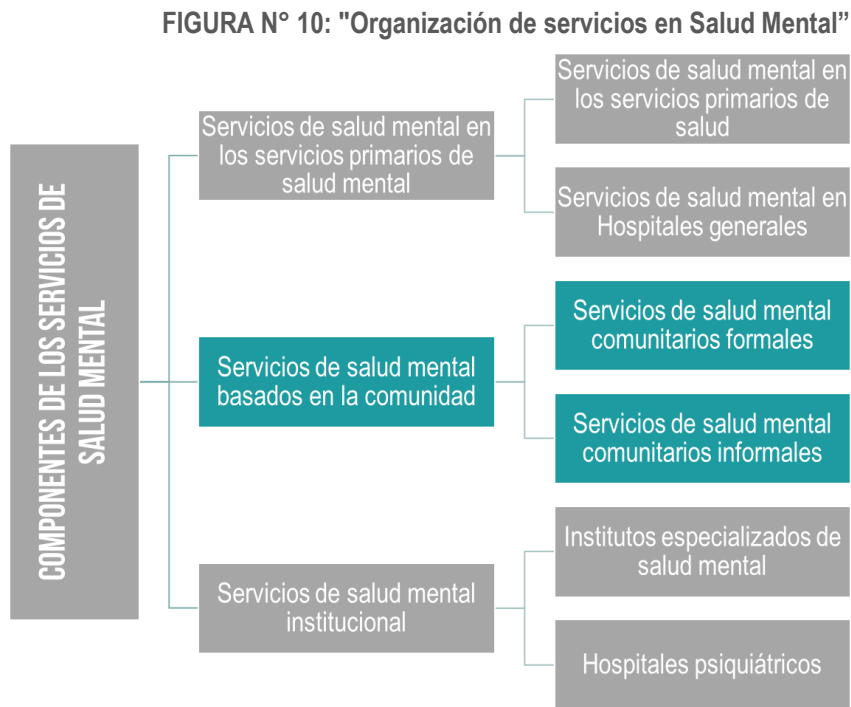 FIGURA N° 10: "Organización de servicios en Salud Mental”
COMPONENTES DE LOS SERVICIOS DE
SALUD MENTAL
Servicios de salud mental en
los servicios primarios de
salud mental
Servicios de salud mental en
los servicios primarios de
salud
Servicios de salud mental en
Hospitales generales
Servicios de salud mental
basados en la comunidad
Servicios de salud mental
comunitarios formales
Servicios de salud mental
comunitarios informales
Servicios de salud mental
institucional
Institutos especializados de
salud mental
Hospitales psiquiátricos